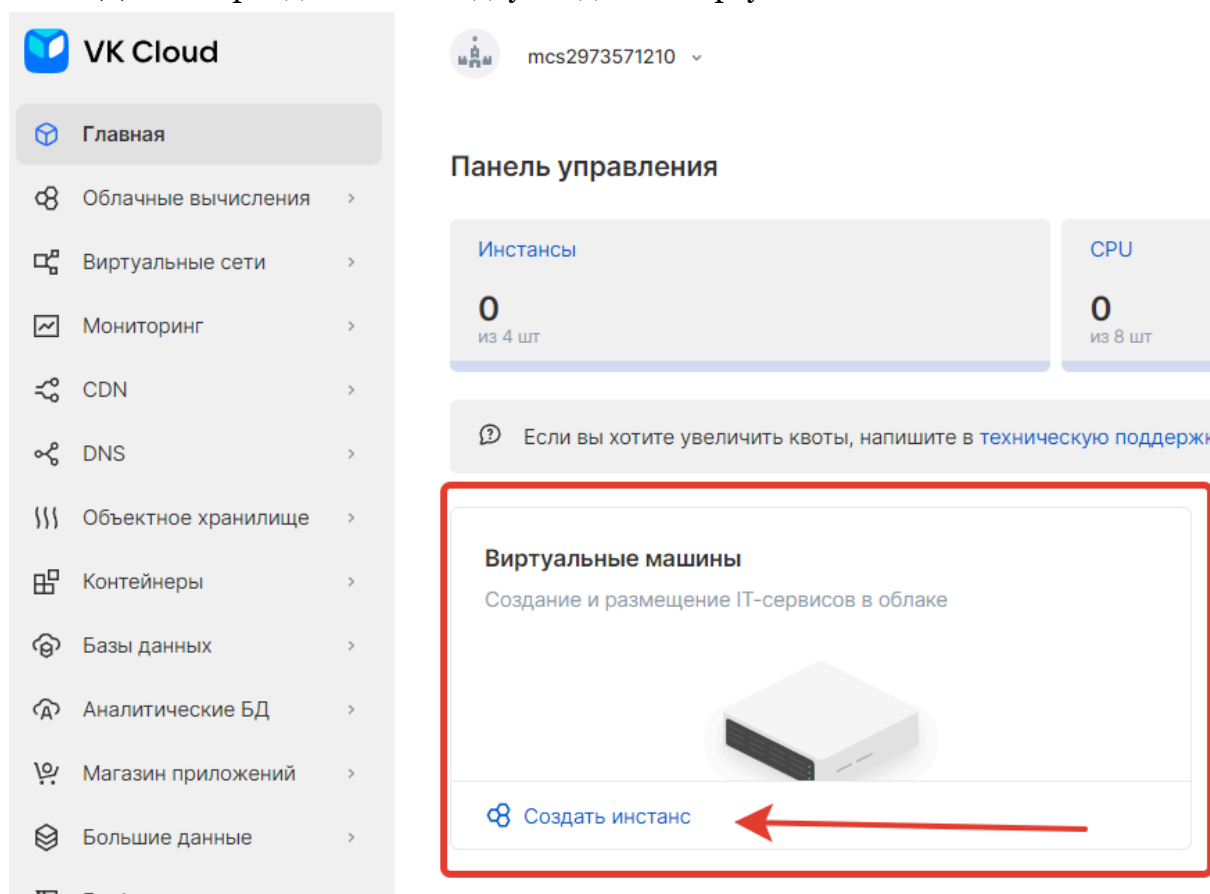 VK Cloud
mcs2973571210
Главная
Панель управления
Облачные вычисления
Виртуальные сети
Мониторинг
CDN
DNS
Объектное хранилище
Контейнеры
Базы данных
Аналитические БД
Магазин приложений
Большие данные
Инстансы
0
из 4 шт
CPU
0
из 8 шт
Если вы хотите увеличить квоты, напишите в техническую поддержк
Виртуальные машины
Создание и размещение IT-сервисов в облаке
Создать инстанс